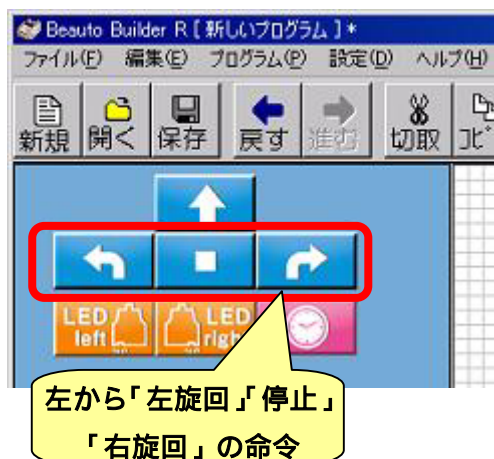 Beauto Builder R [ 新しいプログラム ] *
ファイル(F) 編集(E) プログラム(P) 設定(D) ヘルプ(H)
新規 開く 保存 戻す 進む 切取
LED left LED
左から「左旋回」「停止」
「右旋回」の命令